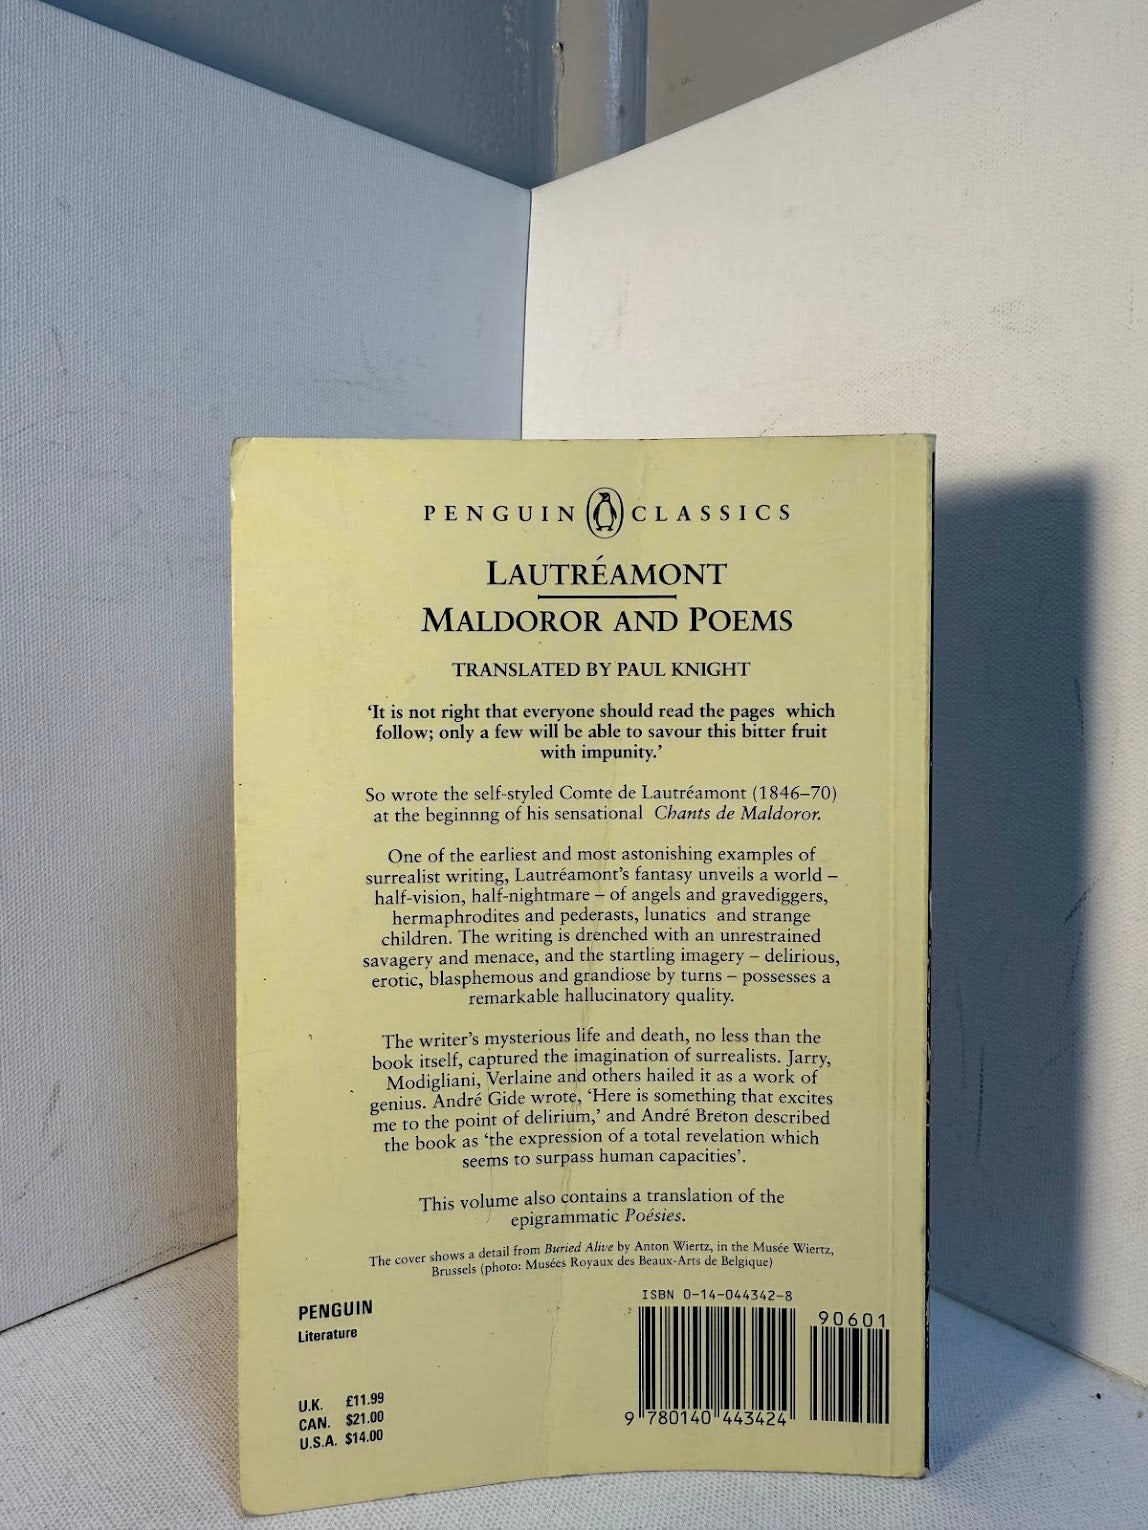 PENGUIN CLASSICS
LAUTRÉAMONT
MALDOROR AND POEMS
TRANSLATED BY PAUL KNIGHT
‘It is not right that everyone should read the pages which
follow; only a few will be able to savour this bitter fruit
with impunity.’
So wrote the self-styled Comte de Lautréamont (1846–70)
at the beginnng of his sensational Chants de Maldoror.
One of the earliest and most astonishing examples of
surrealist writing, Lautréamont’s fantasy unveils a world –
half-vision, half-nightmare – of angels and gravediggers,
hermaphrodites and pederasts, lunatics and strange
children. The writing is drenched with an unrestrained
savagery and menace, and the startling imagery – delirious,
erotic, blasphemous and grandiose by turns – possesses a
remarkable hallucinatory quality.
The writer’s mysterious life and death, no less than the
book itself, captured the imagination of surrealists. Jarry,
Modigliani, Verlaine and others hailed it as a work of
genius. André Gide wrote, ‘Here is something that excites
me to the point of delirium,’ and André Breton described
the book as ‘the expression of a total revelation which
seems to surpass human capacities’.
This volume also contains a translation of the
epigrammatic Poésies.
The cover shows a detail from Buried Alive by Anton Wiertz, in the Musée Wiertz,
Brussels (photo: Musées Royaux des Beaux-Arts de Belgique)
PENGUIN
Literature
U.K. £11.99
CAN. $21.00
U.S.A. $14.00
ISBN 0-14-044342-8
90601
9 780140 443424